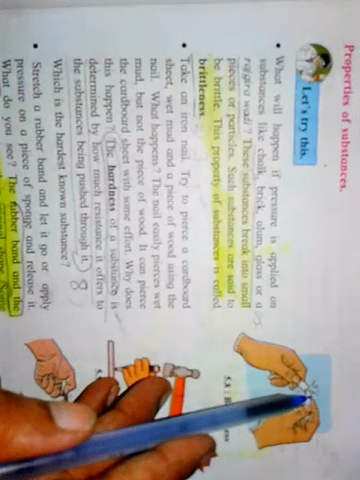 Properties of substances.
Let's try this.
• What will happen if pressure is applied on
substances like chalk, brick, alum, glass or a
ragara wadi ? These substances break into small
pieces or particles. Such substances are said to
be brittle. This property of substances is called
brittleness.
• Take an iron nail. Try to pierce a cardboard
sheet, wet mud and a piece of wood using the
nail. What happens ? The nail easily pierces wet
mud, but not the piece of wood. It can pierce
the cardboard sheet with some effort. Why does
this happen ? The hardness of a substance is
determined by how much resistance it offers to
the substances being pushed through it.
Which is the hardest known substance ?
• Stretch a rubber band and let it go or apply
pressure on a piece of sponge and release it.
What do you see ? The rubber band and the
5.8
5.